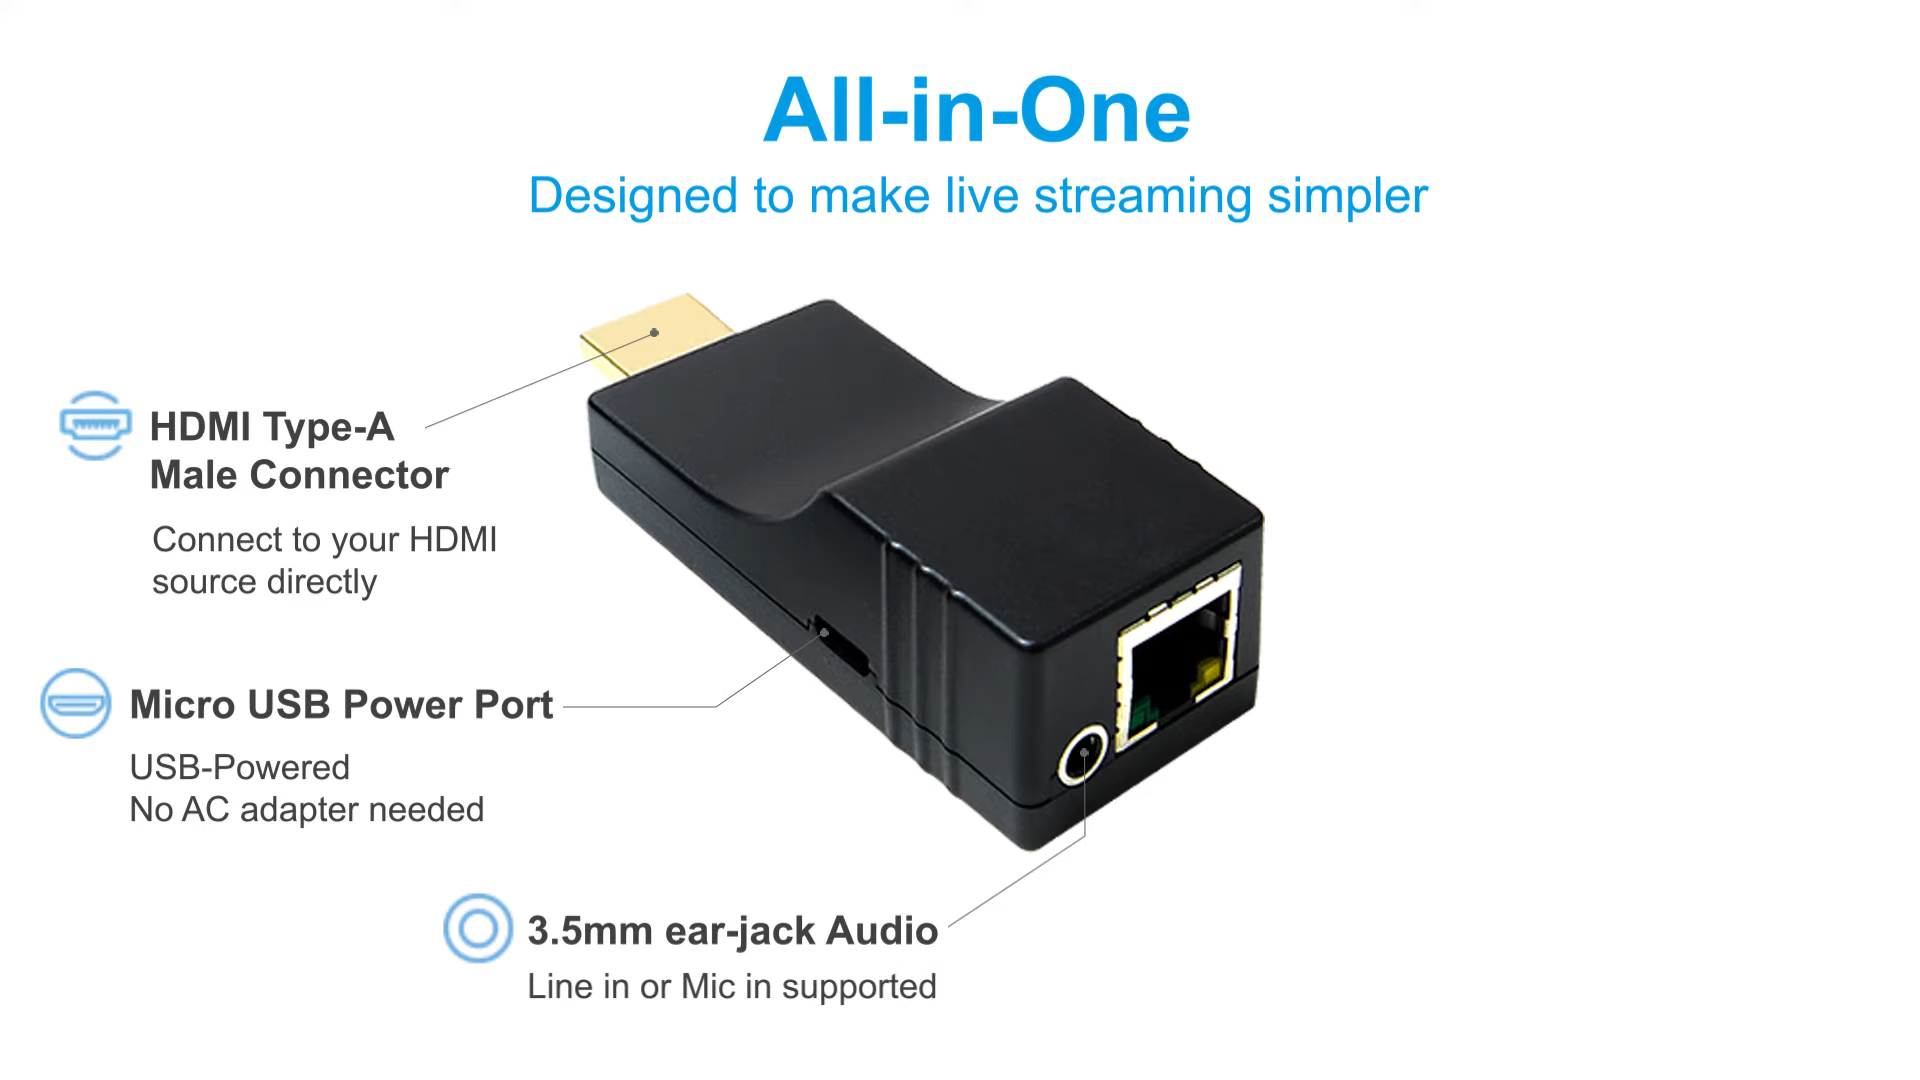 All-in-One
Designed to make live streaming simpler
HDMI Type-A
Male Connector
Connect to your HDMI
source directly
Micro USB Power Port
USB-Powered
No AC adapter needed
3.5mm ear-jack Audio
Line in or Mic in supported